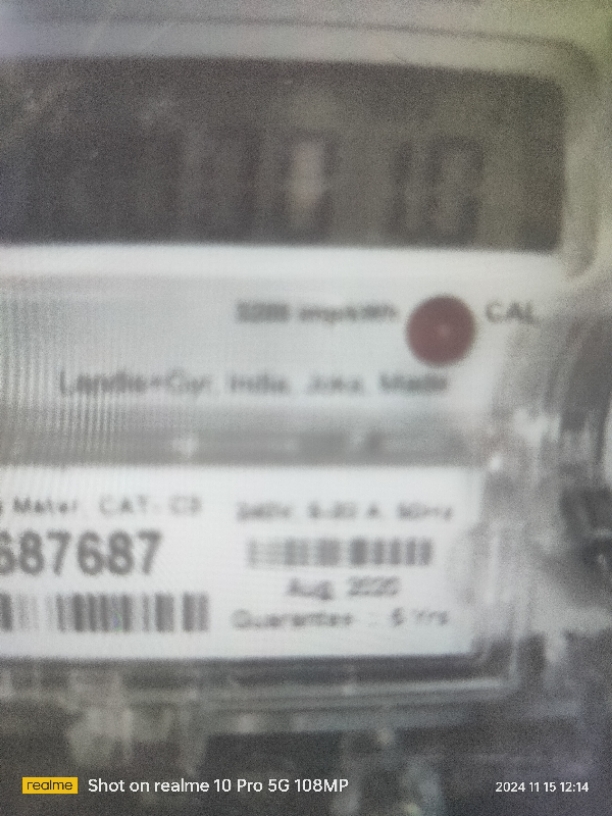 3200 imp/kWh CAL
Landis+Gyr, India, Joka, Made
Meter, CAT- C3
687687
240V, 5-30 A, 50Hz
Aug, 2020
Guarantee : 5 Yrs
realme Shot on realme 10 Pro 5G 108MP
2024 11 15 12:14